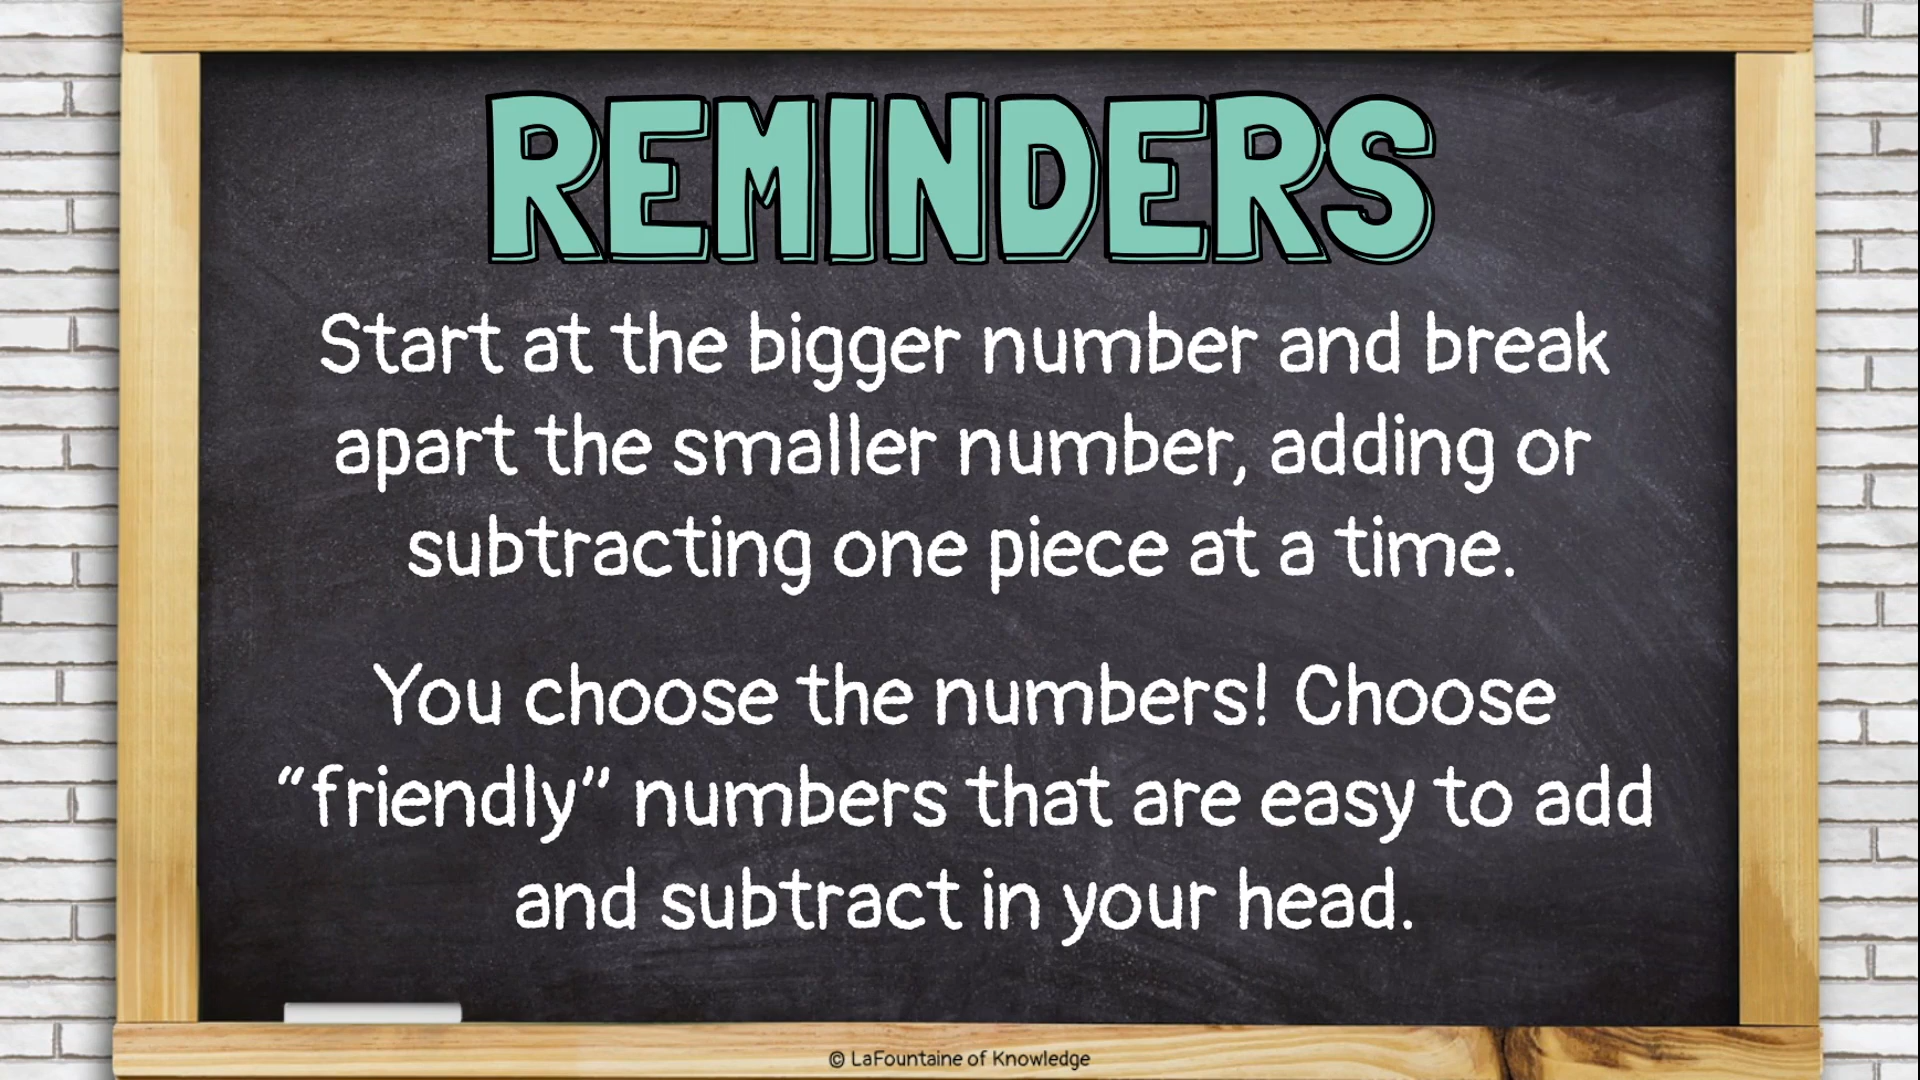 REMINDERS
Start at the bigger number and break
apart the smaller number, adding or
subtracting one piece at a time.
You choose the numbers! Choose
“friendly” numbers that are easy to add
and subtract in your head.
© LaFountaine of Knowledge